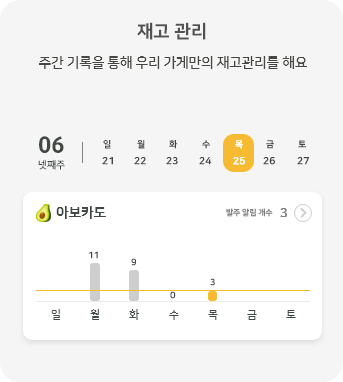 재고 관리
주간 기록을 통해 우리 가게만의 재고관리를 해요
06
넷째주
일 월 화 수 목 금 토
21 22 23 24 25 26 27
아보카도
발주 알림 개수 3
11 9 0 3
일 월 화 수 목 금 토